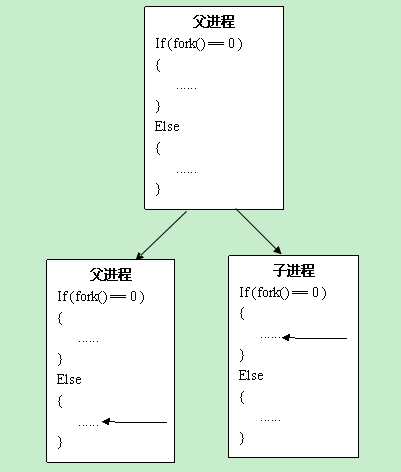 父进程
If (fork() == 0 )
{
......
}
Else
{
......
}
父进程
If (fork() == 0 )
{
......
}
Else
{
......
}
子进程
If (fork() == 0 )
{
......
}
Else
{
......
}